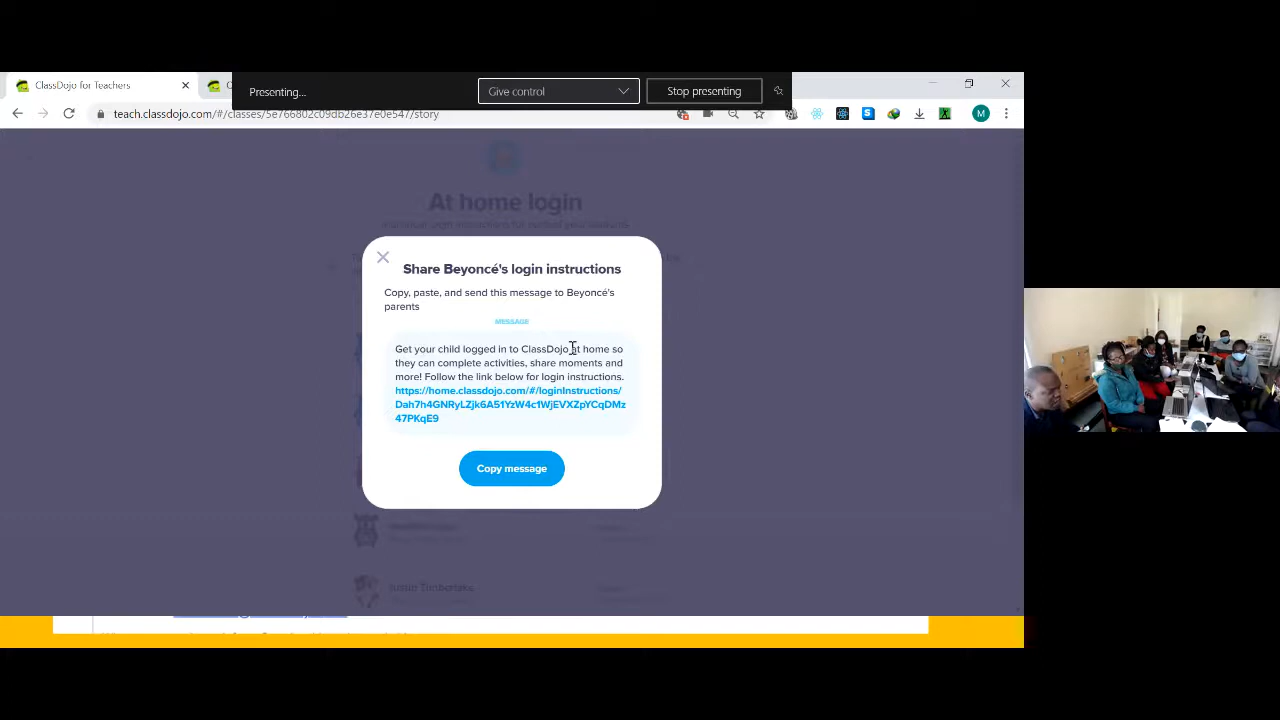 ClassDojo for Teachers
Presenting...
Give control
Stop presenting
teach.classdojo.com/#/classes/5e766802c09db26e37e0e547/story
M
At home login
Share Beyoncé's login instructions
Copy, paste, and send this message to Beyoncé's
parents
MESSAGE
Get your child logged in to ClassDojo at home so
they can complete activities, share moments and
more! Follow the link below for login instructions.
https://home.classdojo.com/#/loginInstructions/
Dah7h4GNRyLZjk6A51YzW4c1WjEVXZpYCqDMz
47PKqE9
Copy message
Justin Timberlake